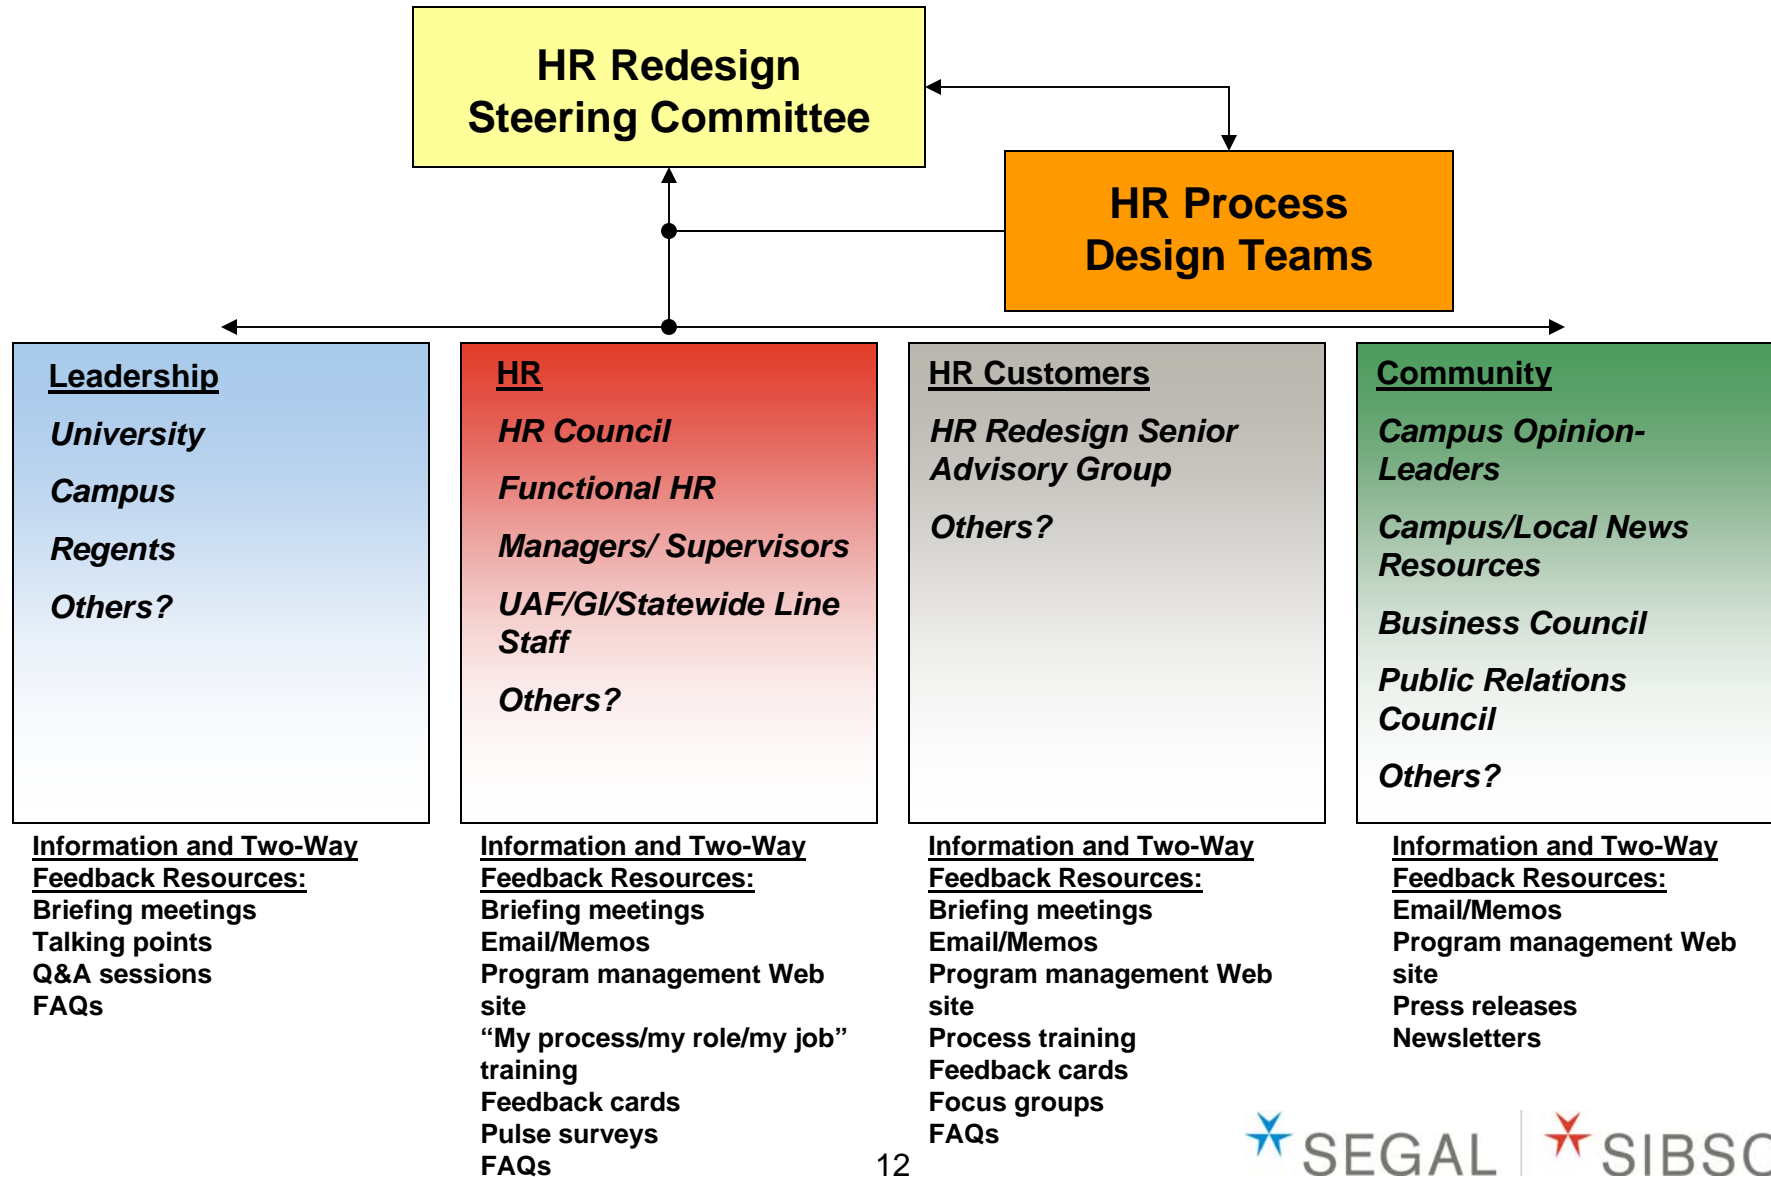 HR Redesign
Steering Committee
HR Process
Design Teams
Leadership
University
Campus
Regents
Others?
HR
HR Council
Functional HR
Managers/ Supervisors
UAF/GI/Statewide Line
Staff
Others?
HR Customers
HR Redesign Senior
Advisory Group
Others?
Community
Campus Opinion-
Leaders
Campus/Local News
Resources
Business Council
Public Relations
Council
Others?
Information and Two-Way
Feedback Resources:
Briefing meetings
Talking points
Q&A sessions
FAQs
Information and Two-Way
Feedback Resources:
Briefing meetings
Email/Memos
Program management Web
site
“My process/my role/my job”
training
Feedback cards
Pulse surveys
FAQs
Information and Two-Way
Feedback Resources:
Briefing meetings
Email/Memos
Program management Web
site
Process training
Feedback cards
Focus groups
FAQs
Information and Two-Way
Feedback Resources:
Email/Memos
Program management Web
site
Press releases
Newsletters
12
SEGAL